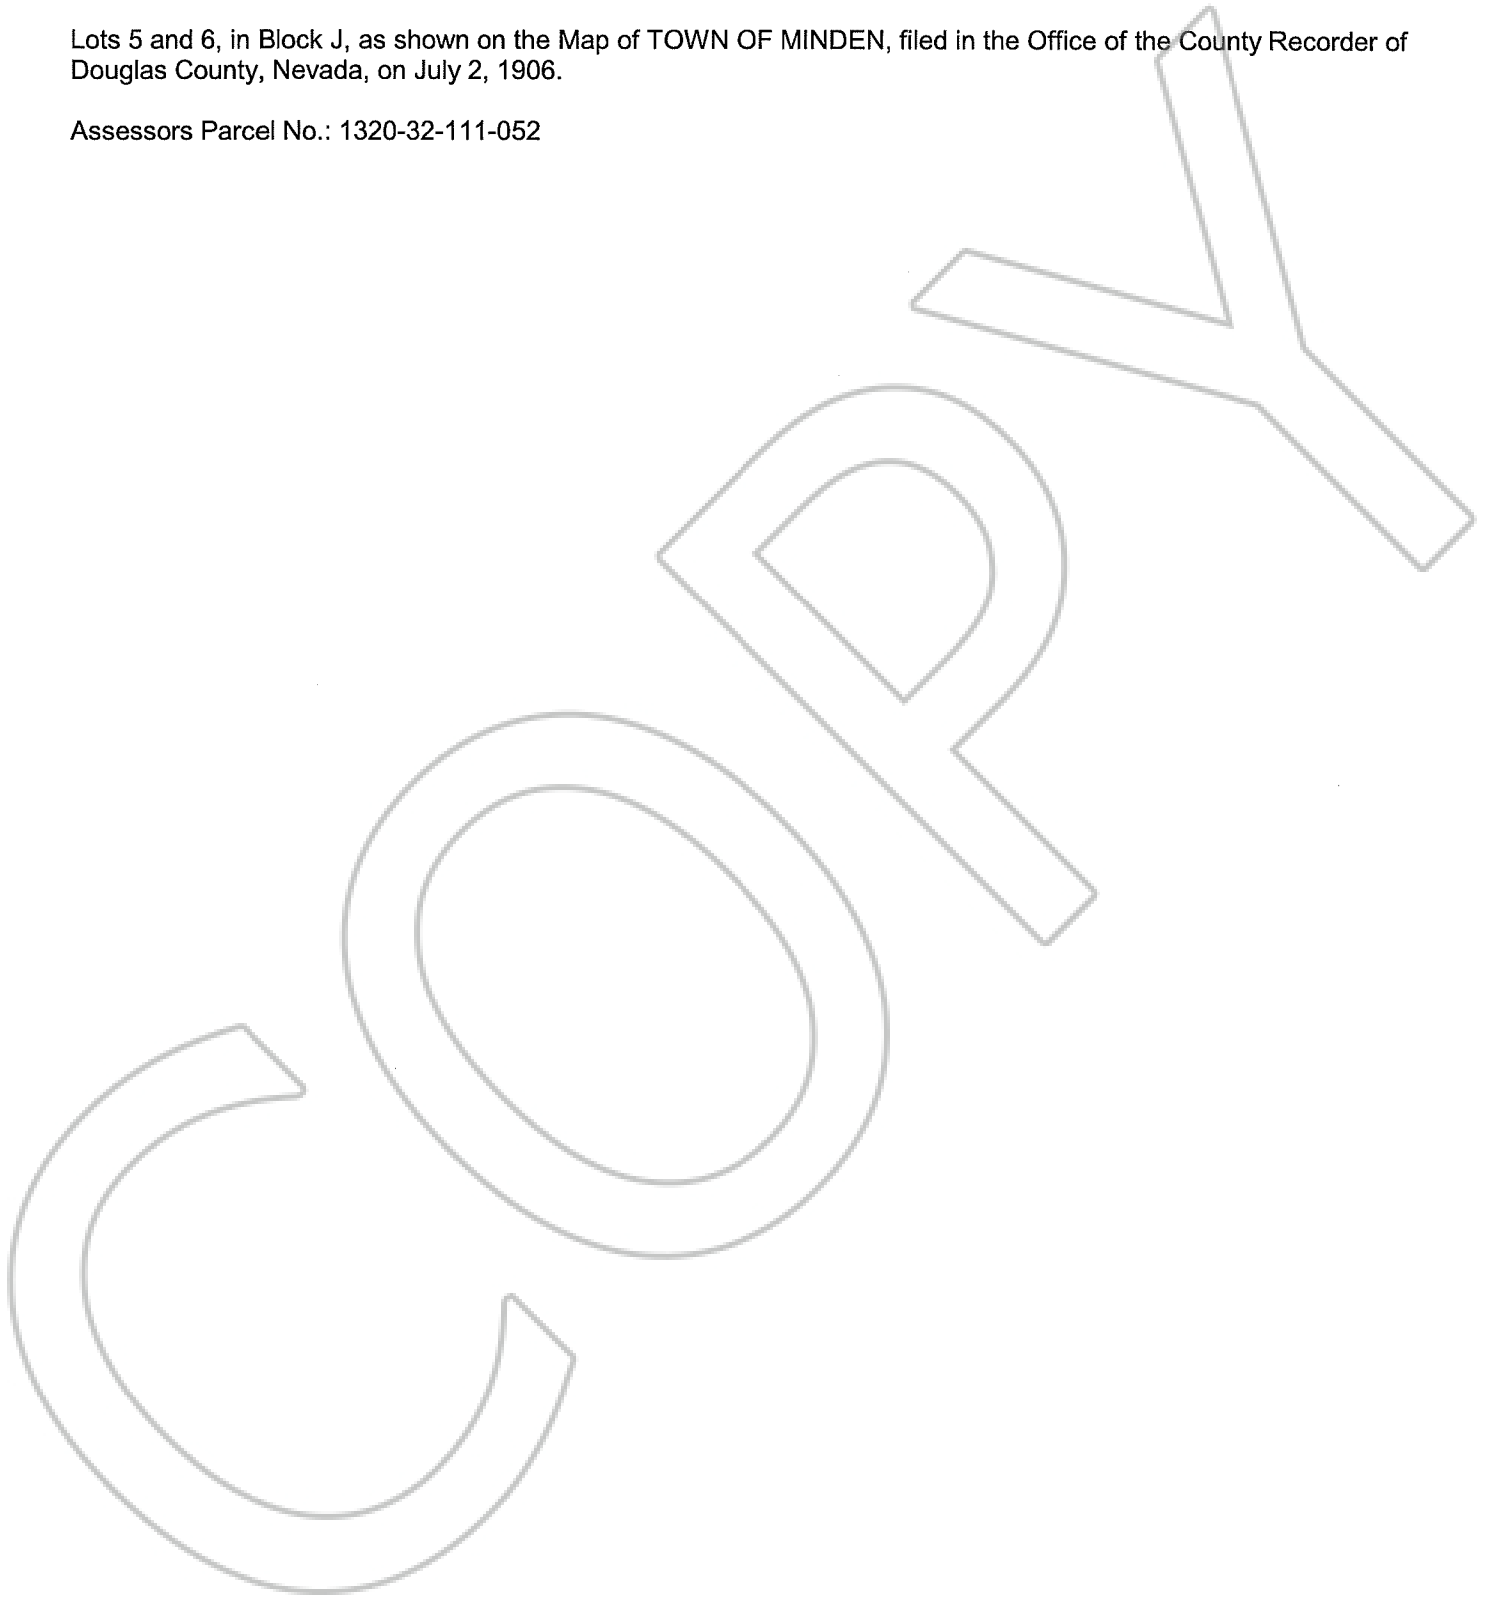 Lots 5 and 6, in Block J, as shown on the Map of TOWN OF MINDEN, filed in the Office of the County Recorder of
Douglas County, Nevada, on July 2, 1906.
Assessors Parcel No.: 1320-32-111-052
COPY